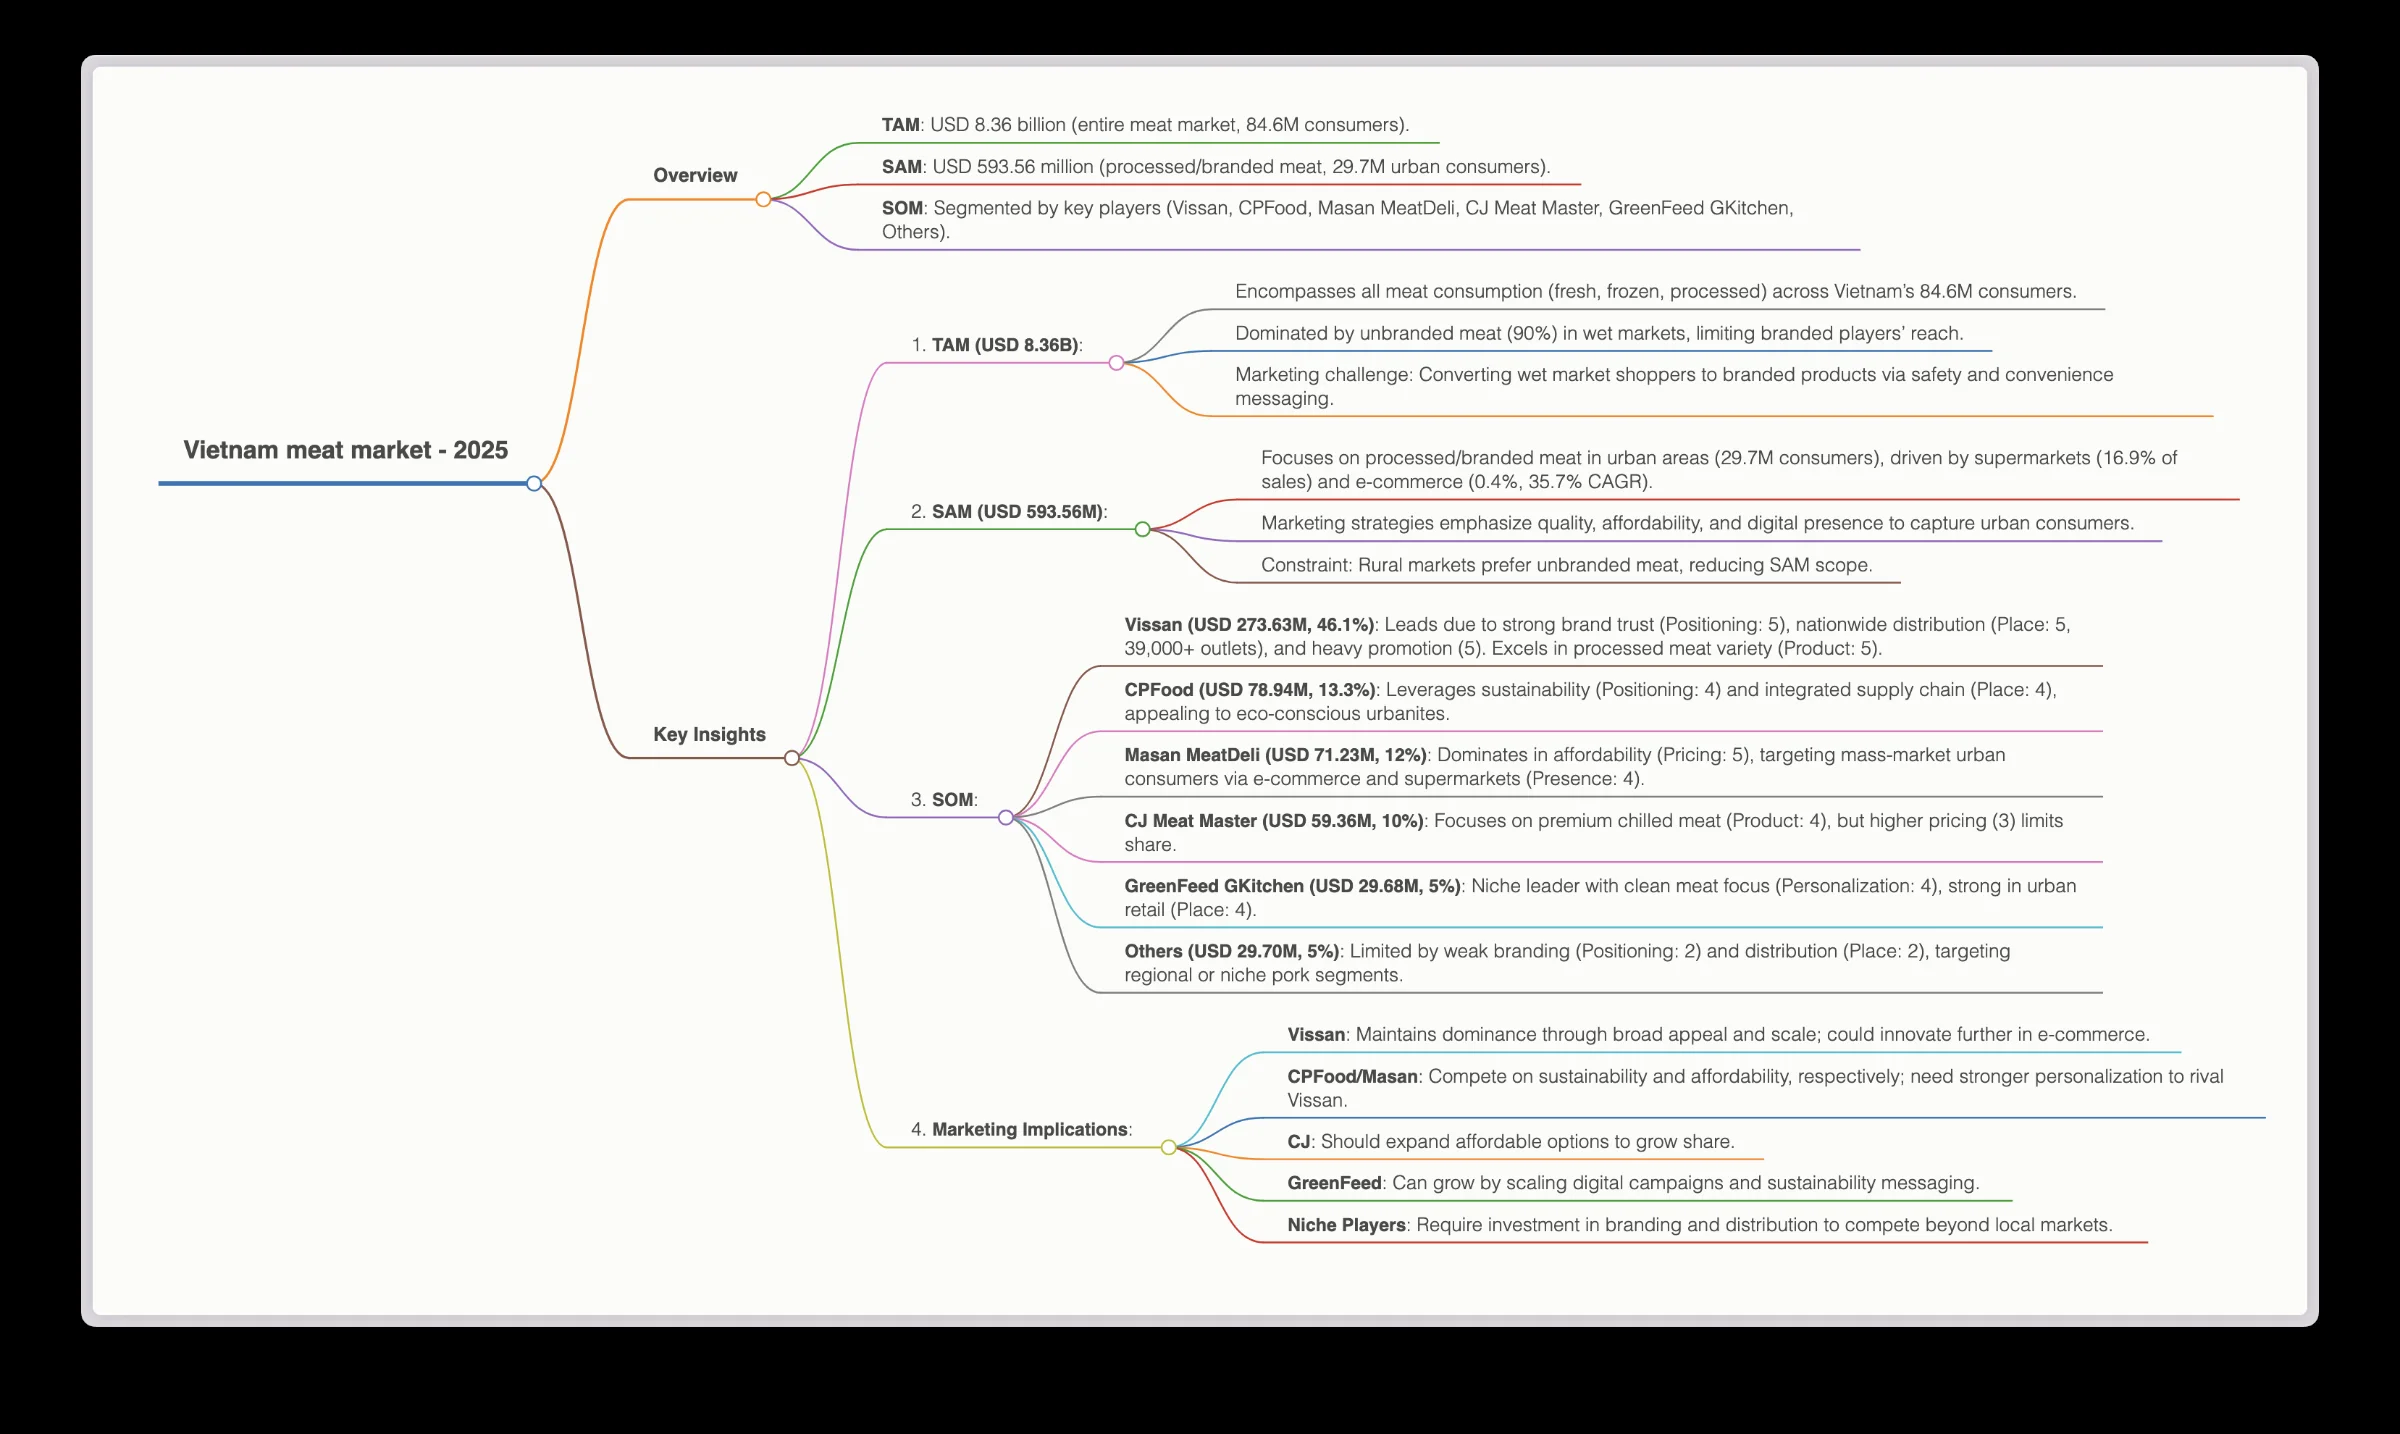 Vietnam meat market - 2025
Overview
TAM: USD 8.36 billion (entire meat market, 84.6M consumers).
SAM: USD 593.56 million (processed/branded meat, 29.7M urban consumers).
SOM: Segmented by key players (Vissan, CPFood, Masan MeatDeli, CJ Meat Master, GreenFeed GKitchen,
Others).
Key Insights
1. TAM (USD 8.36B):
Encompasses all meat consumption (fresh, frozen, processed) across Vietnam’s 84.6M consumers.
Dominated by unbranded meat (90%) in wet markets, limiting branded players’ reach.
Marketing challenge: Converting wet market shoppers to branded products via safety and convenience
messaging.
2. SAM (USD 593.56M):
Focuses on processed/branded meat in urban areas (29.7M consumers), driven by supermarkets (16.9% of
sales) and e-commerce (0.4%, 35.7% CAGR).
Marketing strategies emphasize quality, affordability, and digital presence to capture urban consumers.
Constraint: Rural markets prefer unbranded meat, reducing SAM scope.
3. SOM:
Vissan (USD 273.63M, 46.1%): Leads due to strong brand trust (Positioning: 5), nationwide distribution (Place: 5,
39,000+ outlets), and heavy promotion (5). Excels in processed meat variety (Product: 5).
CPFood (USD 78.94M, 13.3%): Leverages sustainability (Positioning: 4) and integrated supply chain (Place: 4),
appealing to eco-conscious urbanites.
Masan MeatDeli (USD 71.23M, 12%): Dominates in affordability (Pricing: 5), targeting mass-market urban
consumers via e-commerce and supermarkets (Presence: 4).
CJ Meat Master (USD 59.36M, 10%): Focuses on premium chilled meat (Product: 4), but higher pricing (3) limits
share.
GreenFeed GKitchen (USD 29.68M, 5%): Niche leader with clean meat focus (Personalization: 4), strong in urban
retail (Place: 4).
Others (USD 29.70M, 5%): Limited by weak branding (Positioning: 2) and distribution (Place: 2), targeting
regional or niche pork segments.
4. Marketing Implications:
Vissan: Maintains dominance through broad appeal and scale; could innovate further in e-commerce.
CPFood/Masan: Compete on sustainability and affordability, respectively; need stronger personalization to rival
Vissan.
CJ: Should expand affordable options to grow share.
GreenFeed: Can grow by scaling digital campaigns and sustainability messaging.
Niche Players: Require investment in branding and distribution to compete beyond local markets.